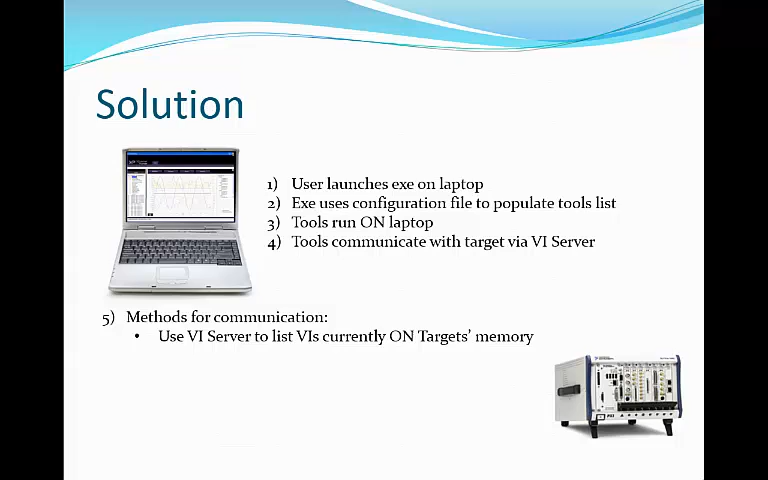 Solution
1) User launches exe on laptop
2) Exe uses configuration file to populate tools list
3) Tools run ON laptop
4) Tools communicate with target via VI Server
5) Methods for communication:
• Use VI Server to list VIs currently ON Targets' memory